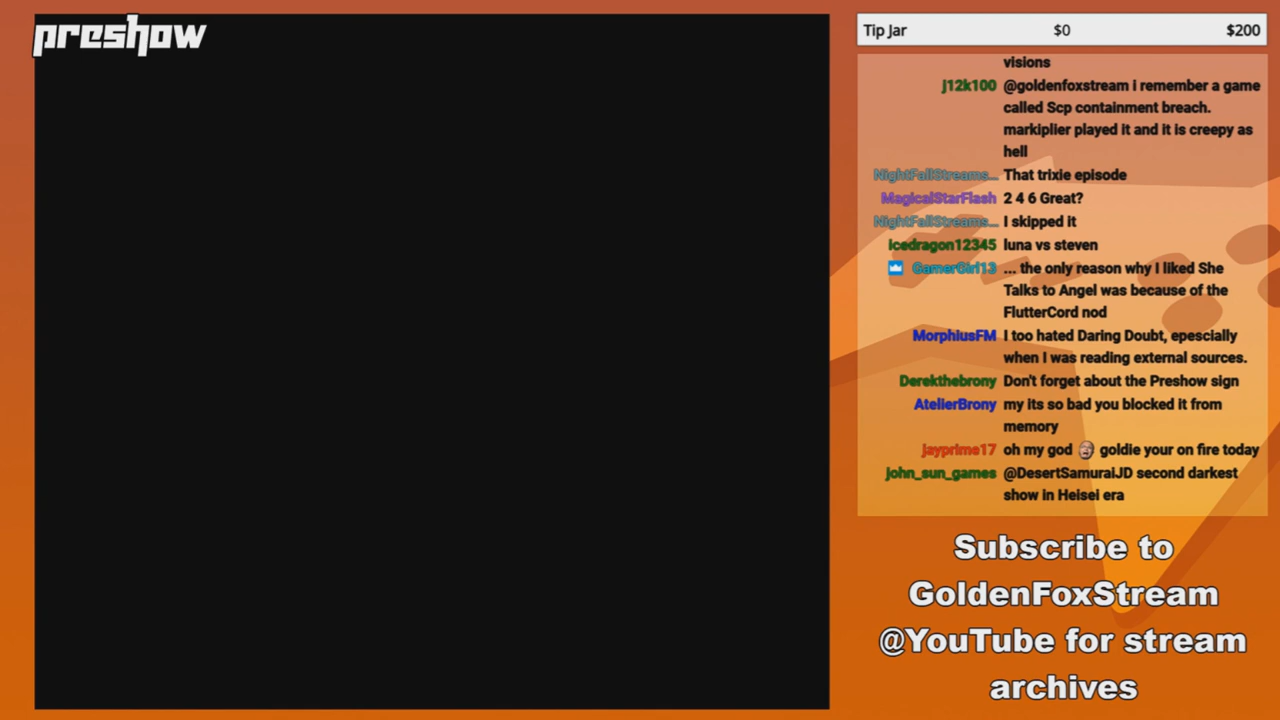 preshow
Tip Jar $0 $200
visions
j12k100 @goldenfoxstream i remember a game
called Scp containment breach.
markiplier played it and it is creepy as
hell
NightFallStreams... That trixie episode
MagicalStarFlash 2 4 6 Great?
NightFallStreams... I skipped it
icedragon12345 luna vs steven
GamerGirl13 ... the only reason why I liked She
Talks to Angel was because of the
FlutterCord nod
MorphiusFM I too hated Daring Doubt, epescially
when I was reading external sources.
Derekthebrony Don't forget about the Preshow sign
AtelierBrony my its so bad you blocked it from
memory
jayprime17 oh my god goldie your on fire today
john_sun_games @DesertSamuraiJD second darkest
show in Heisei era
Subscribe to
GoldenFoxStream
@YouTube for stream
archives